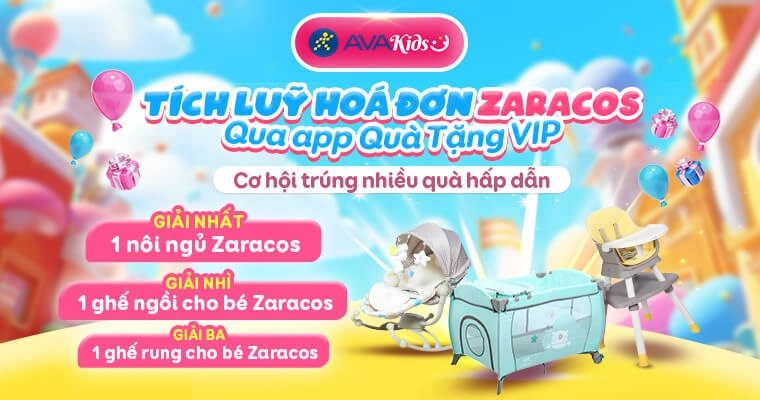 AVAKids
TÍCH LUỸ HOÁ ĐƠN ZARACOS
Qua app Quà Tặng VIP
Cơ hội trúng nhiều quà hấp dẫn
GIẢI NHẤT
1 nôi ngủ Zaracos
GIẢI NHÌ
1 ghế ngồi cho bé Zaracos
GIẢI BA
1 ghế rung cho bé Zaracos